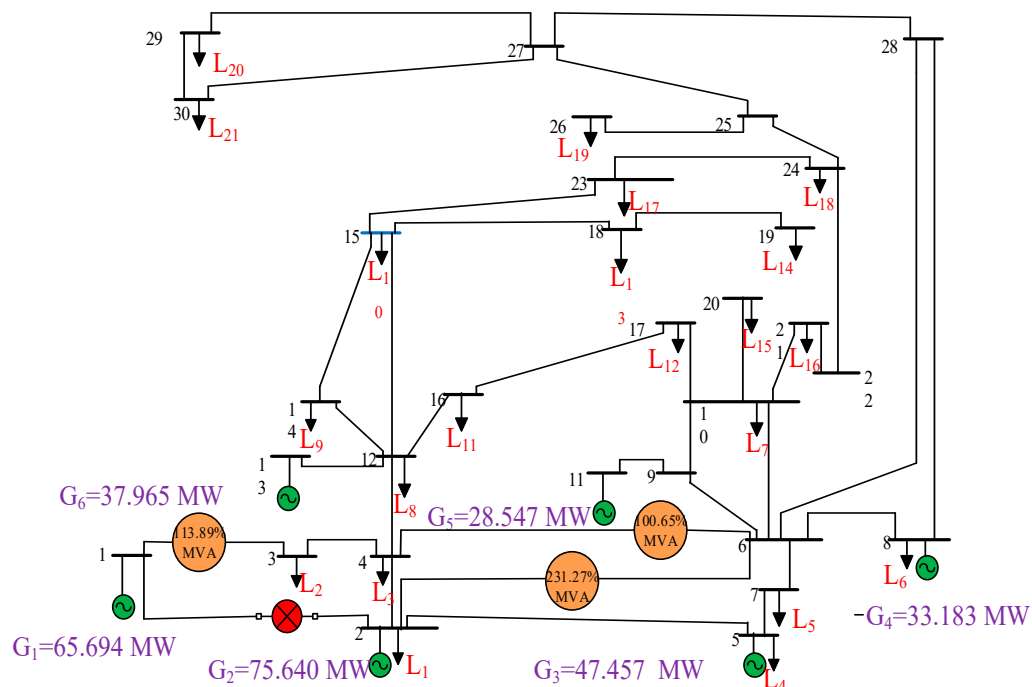 29
27
28
L20
30
L21
26
25
L19
24
23
L17
L18
15
18
19
L1
0
L1
3
L14
20
17
2
1
L15
L16
L12
2
2
1
4
16
1
0
L9
L11
L7
1
3
12
11
9
L8
G6=37.965 MW
G5=28.547 MW
113.89%
MVA
100.65%
MVA
1
3
4
6
8
L2
L3
231.27%
MVA
L6
7
L5
G4=33.183 MW
2
5
G1=65.694 MW
L1
G2=75.640 MW
G3=47.457 MW
L4